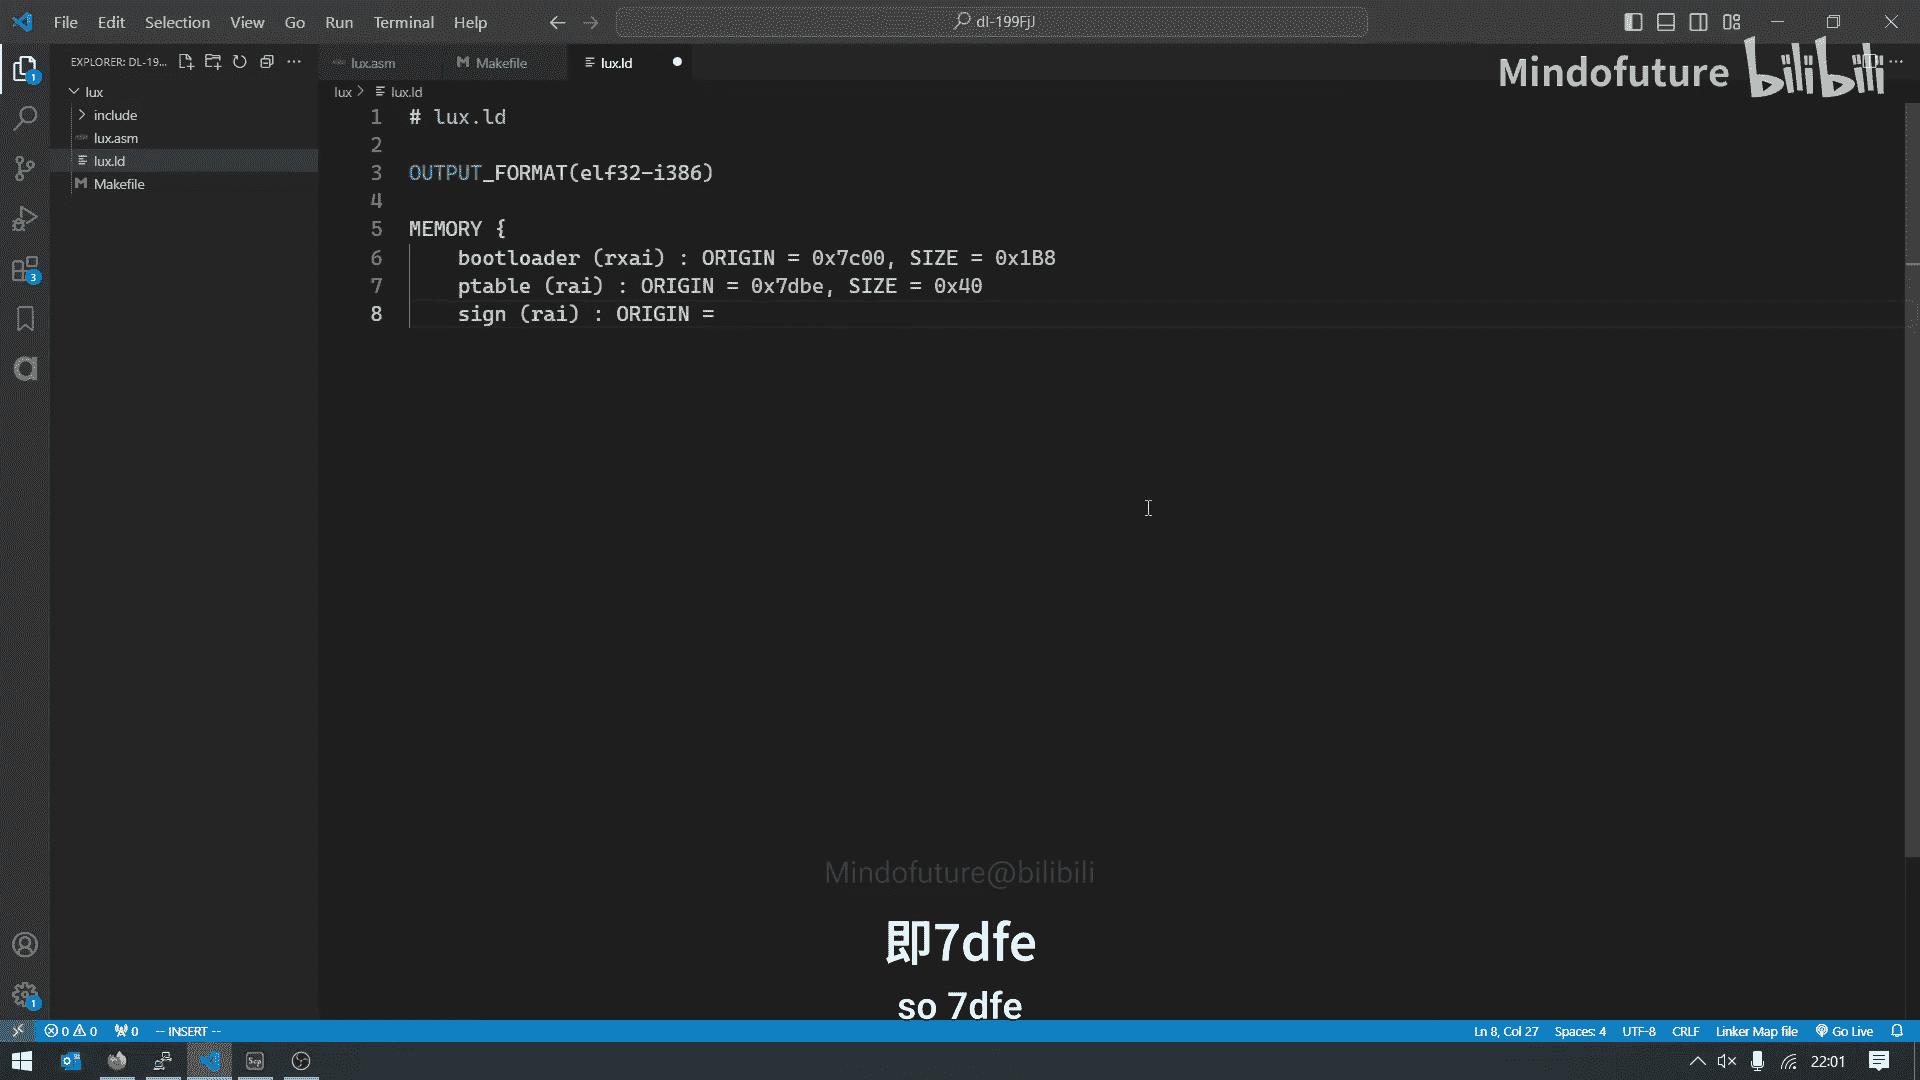 File Edit Selection View Go Run Terminal Help
dl-199FjJ
EXPLORER: DL-19...
lux.asm
Makefile
lux.ld
Mindofuture bilibili
lux
include
lux.asm
lux.ld
Makefile
lux > lux.ld
1 # lux.ld
2
3 OUTPUT_FORMAT(elf32-i386)
4
5 MEMORY {
6 bootloader (rxai) : ORIGIN = 0x7c00, SIZE = 0x1B8
7 ptable (rai) : ORIGIN = 0x7dbe, SIZE = 0x40
8 sign (rai) : ORIGIN =
Mindofuture@bilibili
即7dfe
so 7dfe
0 0 0 -- INSERT --
Ln 8, Col 27 Spaces: 4 UTF-8 CRLF Linker Map file Go Live
22:01